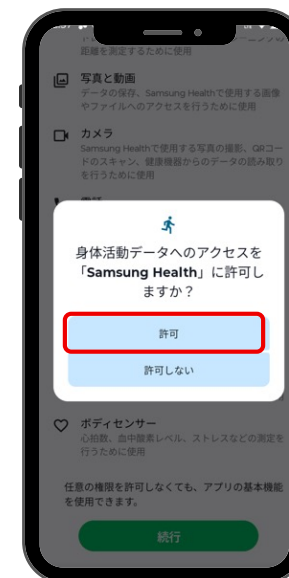 距離を測定するために使用
写真と動画
データの保存、Samsung Healthで使用する画像
やファイルへのアクセスを行うために使用
カメラ
Samsung Healthで使用する写真の撮影、QRコー
ドのスキャン、健康機器からのデータの読み取り
を行うために使用
身体活動データへのアクセスを
「Samsung Health」に許可し
ますか？
許可
許可しない
ボディセンサー
心拍数、血中酸素レベル、ストレスなどの測定を
行うために使用
任意の権限を許可しなくても、アプリの基本機能
を使用できます。
続行